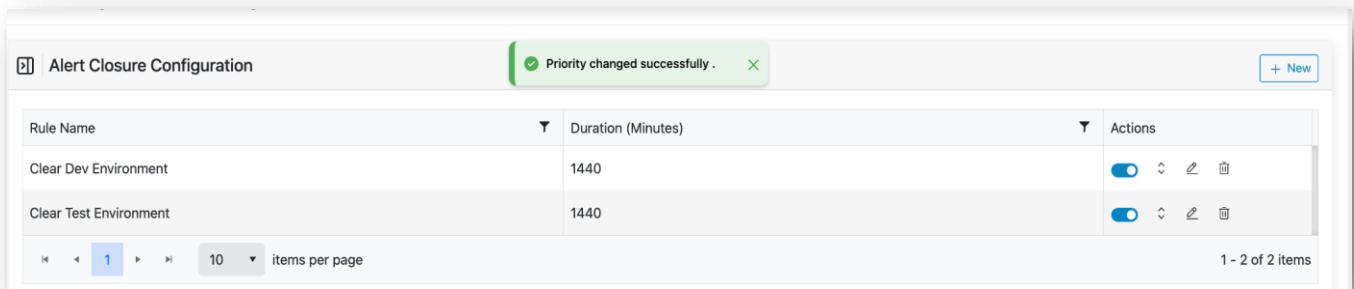 Alert Closure Configuration
Priority changed successfully .
+ New
Rule Name
Duration (Minutes)
Actions
Clear Dev Environment
1440
Clear Test Environment
1440
1
10
items per page
1 - 2 of 2 items